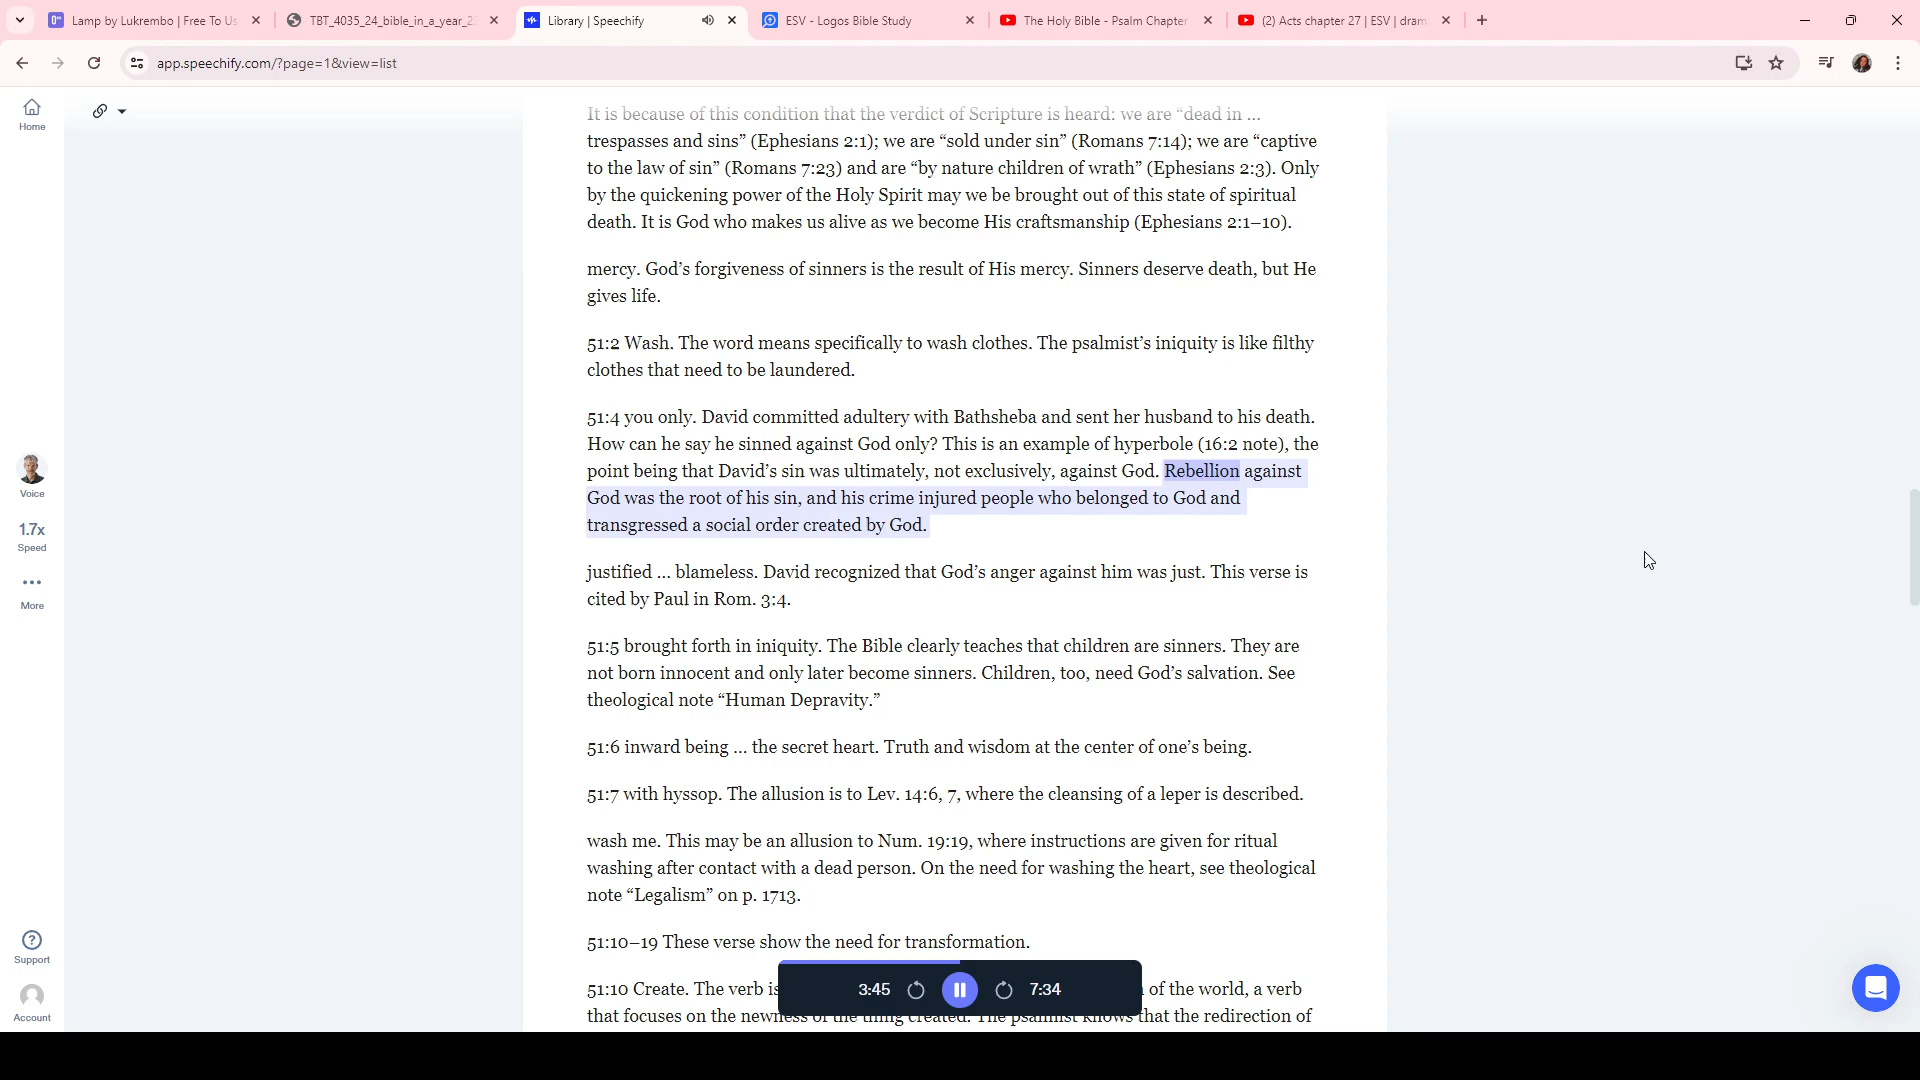 Lamp by Lukrembo | Free To Us
TBT_4035_24_bible_in_a_year_2
Library | Speechify
ESV - Logos Bible Study
The Holy Bible - Psalm Chapter
(2) Acts chapter 27 | ESV | dram
app.speechify.com/?page=1&view=list
Home
It is because of this condition that the verdict of Scripture is heard: we are “dead in ...
trespasses and sins” (Ephesians 2:1); we are “sold under sin” (Romans 7:14); we are “captive
to the law of sin” (Romans 7:23) and are “by nature children of wrath” (Ephesians 2:3). Only
by the quickening power of the Holy Spirit may we be brought out of this state of spiritual
death. It is God who makes us alive as we become His craftsmanship (Ephesians 2:1–10).
mercy. God’s forgiveness of sinners is the result of His mercy. Sinners deserve death, but He
gives life.
51:2 Wash. The word means specifically to wash clothes. The psalmist’s iniquity is like filthy
clothes that need to be laundered.
51:4 you only. David committed adultery with Bathsheba and sent her husband to his death.
How can he say he sinned against God only? This is an example of hyperbole (16:2 note), the
point being that David’s sin was ultimately, not exclusively, against God. Rebellion against
God was the root of his sin, and his crime injured people who belonged to God and
transgressed a social order created by God.
justified ... blameless. David recognized that God’s anger against him was just. This verse is
cited by Paul in Rom. 3:4.
51:5 brought forth in iniquity. The Bible clearly teaches that children are sinners. They are
not born innocent and only later become sinners. Children, too, need God’s salvation. See
theological note “Human Depravity.”
51:6 inward being ... the secret heart. Truth and wisdom at the center of one’s being.
51:7 with hyssop. The allusion is to Lev. 14:6, 7, where the cleansing of a leper is described.
wash me. This may be an allusion to Num. 19:19, where instructions are given for ritual
washing after contact with a dead person. On the need for washing the heart, see theological
note “Legalism” on p. 1713.
51:10–19 These verse show the need for transformation.
51:10 Create. The verb is of the world, a verb
that focuses on the newness of the thing created. The psalmist knows that the redirection of
Voice
1.7x
Speed
More
Support
Account
3:45
7:34